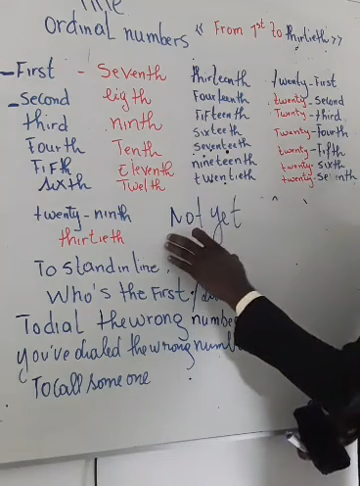 Title
Ordinal numbers « From 1st to thirtieth »
- First
- Second
third
Fourth
FiFth
sixth
- Seventh
eigth
ninth
Tenth
Eleventh
Twelth
thirteenth
Fourteenth
FiFteenth
sixteeth
Seventeeth
nineteenth
twentieth
twenty-First
twenty-Second
twenty-third
Twenty-Fourth
twenty-FiFth
twenty-sixth
twenty-Seventh
twenty-ninth
thirtieth
Not yet
To stand in line
Who's the First
To dial the wrong number
you've dialed the wrong num
To call some one